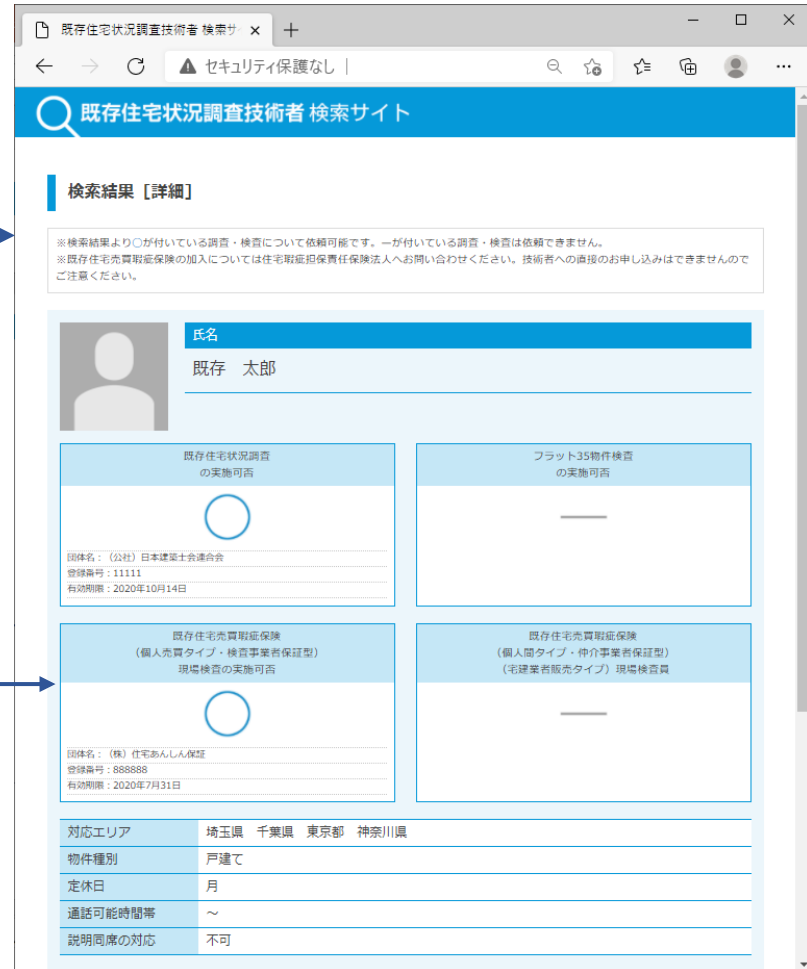 既存住宅状況調査技術者 検索サ
セキュリティ保護なし
既存住宅状況調査技術者 検索サイト
検索結果［詳細］
※検索結果より○が付いている調査・検査について依頼可能です。ーが付いている調査・検査は依頼できません。
※既存住宅売買瑕疵保険の加入については住宅瑕疵担保責任保険法人へお問い合わせください。技術者への直接のお申し込みはできませんので
ご注意ください。
氏名
既存　太郎
既存住宅状況調査
の実施可否
団体名：（公社）日本建築士会連合会
登録番号：11111
有効期限：2020年10月14日
フラット35物件検査
の実施可否
既存住宅売買瑕疵保険
（個人売買タイプ・検査事業者保証型）
現場検査の実施可否
団体名：（株）住宅あんしん保証
登録番号：888888
有効期限：2020年7月31日
既存住宅売買瑕疵保険
（個人間タイプ・仲介事業者保証型）
（宅建業者販売タイプ）現場検査員
対応エリア　埼玉県　千葉県　東京都　神奈川県
物件種別　戸建て
定休日　月
通話可能時間帯　～
説明同席の対応　不可